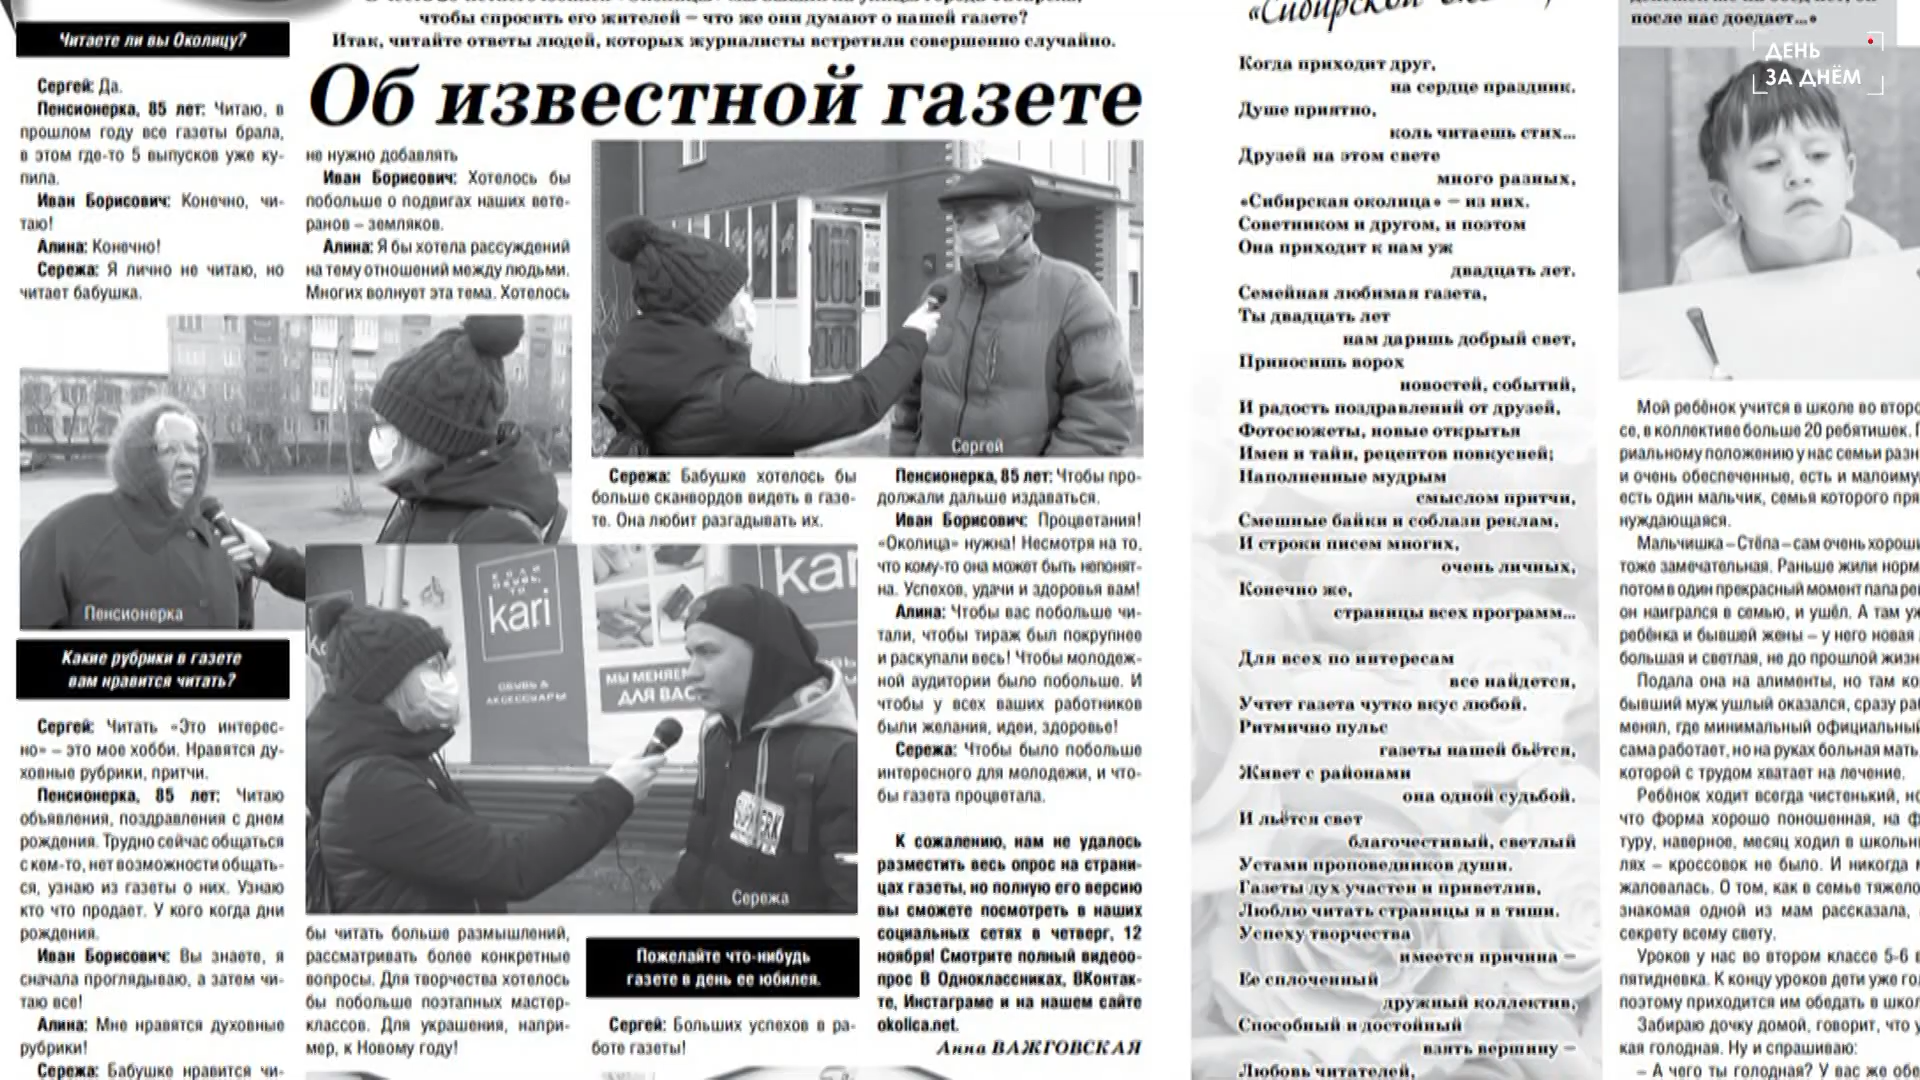 чтобы спросить его жителей – что же они думают о нашей газете?
Итак, читайте ответы людей, которых журналисты встретили совершенно случайно.
Об известной газете
Читаете ли вы Околицу?
Сергей: Да.
Пенсионерка, 85 лет: Читаю, в
прошлом году все газеты брала,
в этом где-то 5 выпусков уже ку-
пила.
Иван Борисович: Конечно, чи-
таю!
Алина: Конечно!
Сережа: Я лично не читаю, но
читает бабушка.
Пенсионерка
Какие рубрики в газете
вам нравится читать?
Сергей: Читать «Это интерес-
но» – это мое хобби. Нравятся ду-
ховные рубрики, притчи.
Пенсионерка, 85 лет: Читаю
объявления, поздравления с днем
рождения. Трудно сейчас общаться
с кем-то, нет возможности общать-
ся, узнаю из газеты о них. Узнаю
кто что продает. У кого когда дни
рождения.
Иван Борисович: Вы знаете, я
сначала проглядываю, а затем чи-
таю все!
Алина: Мне нравятся духовные
рубрики!
Сережа: Бабушке нравится чи-
не нужно добавлять
Иван Борисович: Хотелось бы
побольше о подвигах наших вете-
ранов – земляков.
Алина: Я бы хотела рассуждений
на тему отношений между людьми.
Многих волнует эта тема. Хотелось
kari
ОБУВЬ &
АКСЕССУАРЫ
МЫ МЕНЯЕМ
ДЛЯ ВАС
kari
Сережа
бы читать больше размышлений,
рассматривать более конкретные
вопросы. Для творчества хотелось
бы побольше поэтапных мастер-
классов. Для украшения, напри-
мер, к Новому году!
Сергей
Сережа: Бабушке хотелось бы
больше сканвордов видеть в газе-
те. Она любит разгадывать их.
Пожелайте что-нибудь
газете в день ее юбилея.
Сергей: Больших успехов в ра-
боте газеты!
Пенсионерка, 85 лет: Чтобы про-
должали дальше издаваться.
Иван Борисович: Процветания!
«Околица» нужна! Несмотря на то,
что кому-то она может быть непонят-
на. Успехов, удачи и здоровья вам!
Алина: Чтобы вас побольше чи-
тали, чтобы тираж был покрупнее
и раскупали весь! Чтобы молодеж-
ной аудитории было побольше. И
чтобы у всех ваших работников
были желания, идеи, здоровье!
Сережа: Чтобы было побольше
интересного для молодежи, и что-
бы газета процветала.
К сожалению, нам не удалось
разместить весь опрос на страни-
цах газеты, но полную его версию
вы сможете посмотреть в наших
социальных сетях в четверг, 12
ноября! Смотрите полный видеоо-
прос В Одноклассниках, ВКонтак-
те, Инстаграме и на нашем сайте
okolica.net.
Анна ВАЖГОВСКАЯ
«Сибирской
Когда приходит друг,
на сердце праздник.
Душе приятно,
коль читаешь стих...
Друзей на этом свете
много разных,
«Сибирская околица» – из них.
Советником и другом, и поэтом
Она приходит к нам уж
двадцать лет.
Семейная любимая газета,
Ты двадцать лет
нам даришь добрый свет,
Приносишь ворох
новостей, событий,
И радость поздравлений от друзей,
Фотосюжеты, новые открытья
Имен и тайн, рецептов повкусней;
Наполненные мудрым
смыслом притчи,
Смешные байки и соблазн реклам,
И строки писем многих,
очень личных,
Конечно же,
страницы всех программ...
Для всех по интересам
все найдется,
Учтет газета чутко вкус любой.
Ритмично пульс
газеты нашей бьётся,
Живет с районами
она одной судьбой.
И льётся свет
благочестивый, светлый
Устами проповедников души.
Газеты дух участен и приветлив,
Люблю читать страницы я в тиши.
Успеху творчества
имеется причина –
Ее сплоченный
дружный коллектив,
Способный и достойный
взять вершину –
Любовь читателей,
после нас доедает...»
ДЕНЬ
ЗА ДНЁМ
Мой ребёнок учится в школе во
се, в коллективе больше 20 ребятишек.
риальному положению у нас семьи
и очень обеспеченные, есть и
есть один мальчик, семья которого
нуждающаяся.
Мальчишка – Стёпа – сам очень
тоже замечательная. Раньше жили
потом в один прекрасный момент папа
он наигрался в семью, и ушёл. А там
ребёнка и бывшей жены – у него новая
большая и светлая, не до прошлой
Подала она на алименты, но там
бывший муж ушлый оказался, сразу
менял, где минимальный официальный
сама работает, но на руках больная мать
которой с трудом хватает на лечение.
Ребёнок ходит всегда чистенький,
что форма хорошо поношенная, на
туру, наверное, месяц ходил в
лях – кроссовок не было. И никогда
жаловалась. О том, как в семье
знакомая одной из мам рассказала,
секрету всему свету.
Уроков у нас во втором классе 5-6
пятидневка. К концу уроков дети уже
поэтому приходится им обедать в
Забираю дочку домой, говорит, что
кая голодная. Ну и спрашиваю:
– А чего ты голодная? У вас же